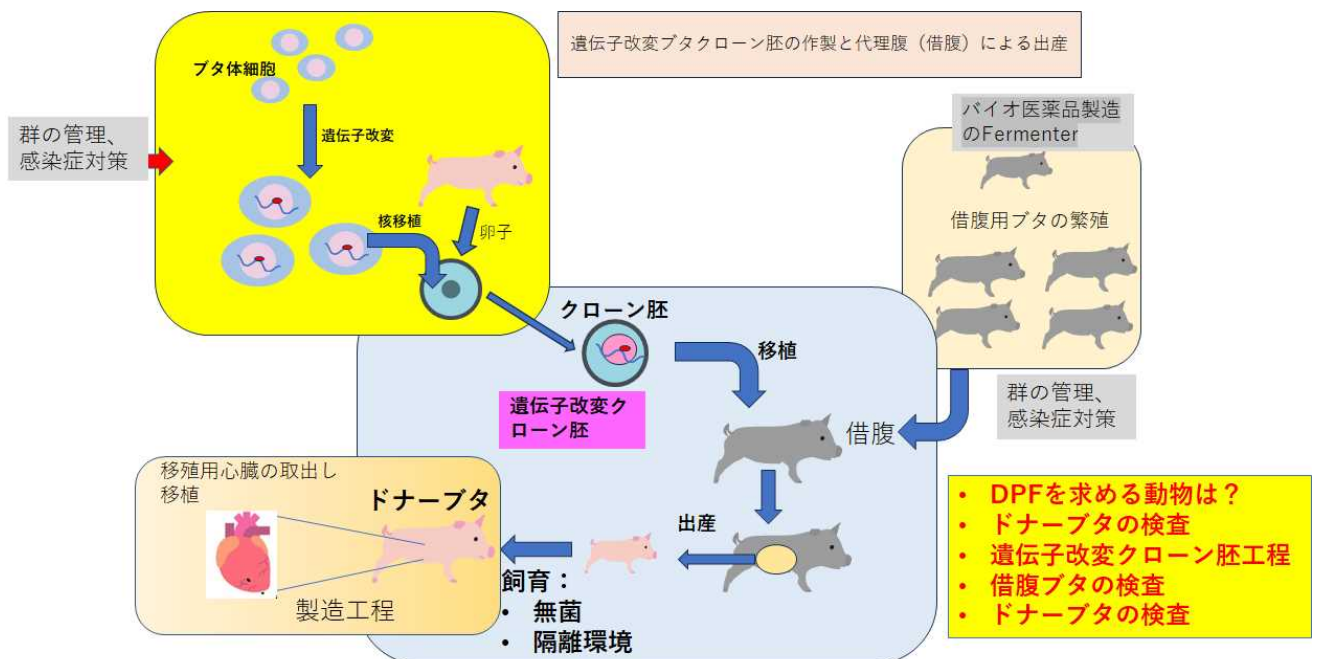 遺伝子改変ブタクローン胚の作製と代理腹（借腹）による出産
ブタ体細胞
群の管理、
感染症対策
遺伝子改変
核移植
卵子
バイオ医薬品製造
のFermenter
借腹用ブタの繁殖
クローン胚
移植
遺伝子改変ク
ローン胚
借腹
群の管理、
感染症対策
移殖用心臓の取出し
移植
ドナーブタ
製造工程
出産
飼育：
• 無菌
• 隔離環境
• DPFを求める動物は？
• ドナーブタの検査
• 遺伝子改変クローン胚工程
• 借腹ブタの検査
• ドナーブタの検査